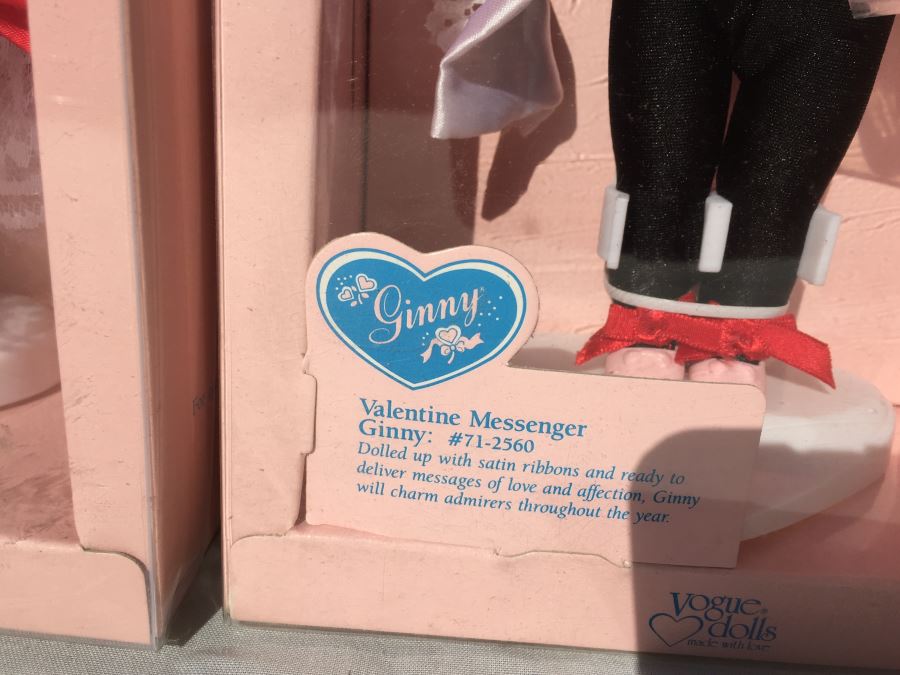 Ginny®
Valentine Messenger
Ginny: #71-2560
Dolled up with satin ribbons and ready to
deliver messages of love and affection, Ginny
will charm admirers throughout the year.
Vogue®
dolls
made with love